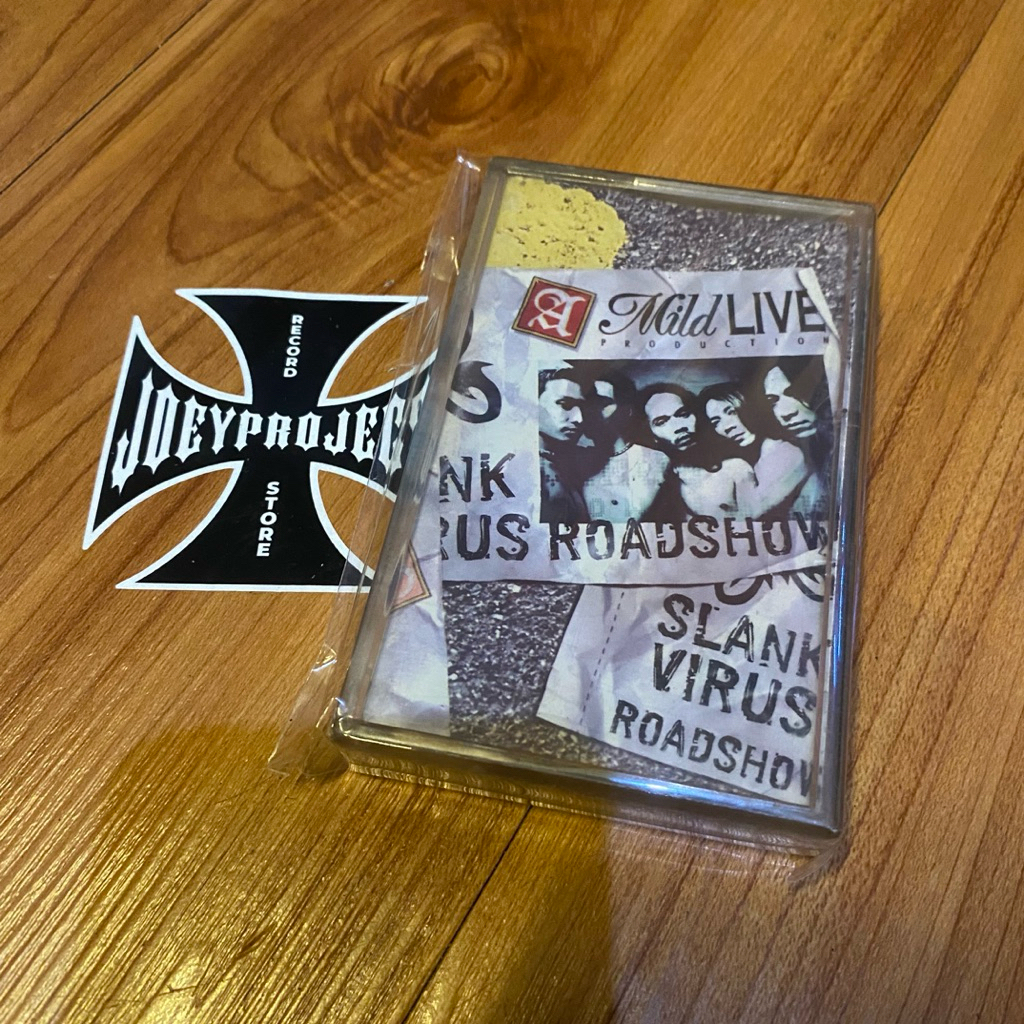 RECORD
JOEYPROJEC
STORE
A Mild LIVE
PRODUCTION
NK
RUS ROADSHOW
SLANK
VIRUS
ROADSHOW